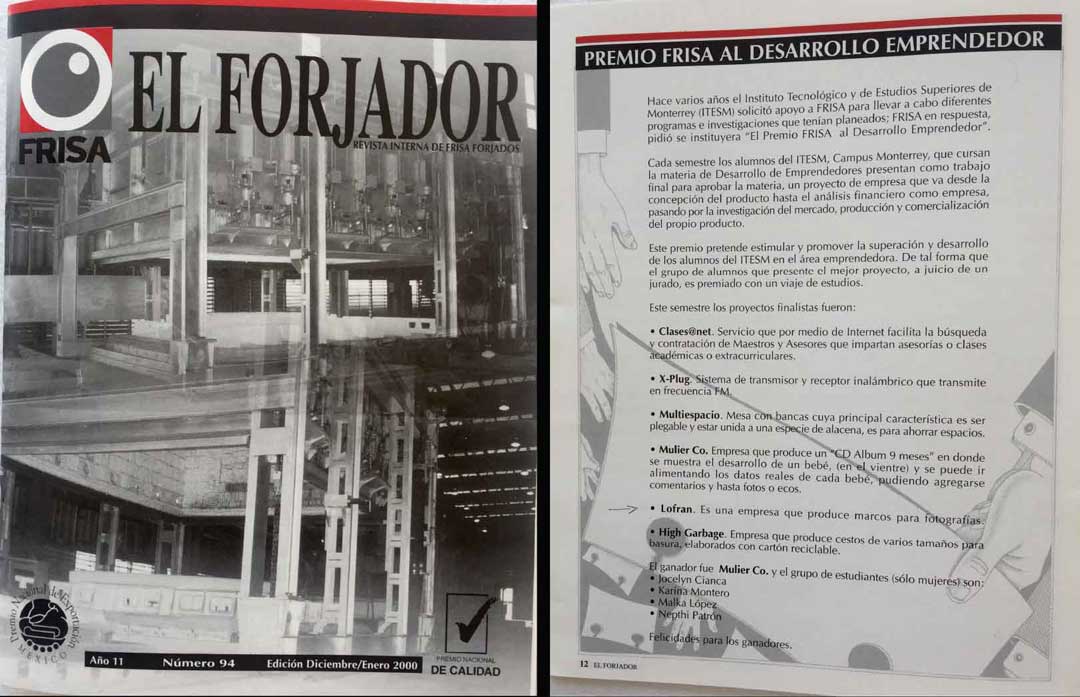 EL FORJADOR
FRISA
REVISTA INTERNA DE FRISA FORJADOS
Premio Nacional de Exportación
MEXICO
Año 11 Número 94 Edición Diciembre/Enero 2000
PREMIO NACIONAL
DE CALIDAD
PREMIO FRISA AL DESARROLLO EMPRENDEDOR
Hace varios años el Instituto Tecnológico y de Estudios Superiores de
Monterrey (ITESM) solicitó apoyo a FRISA para llevar a cabo diferentes
programas e investigaciones que tenían planeados; FRISA en respuesta,
pidió se instituyera “El Premio FRISA al Desarrollo Emprendedor”.
Cada semestre los alumnos del ITESM, Campus Monterrey, que cursan
la materia de Desarrollo de Emprendedores presentan como trabajo
final para aprobar la materia, un proyecto de empresa que va desde la
concepción del producto hasta el análisis financiero como empresa,
pasando por la investigación del mercado, producción y comercialización
del propio producto.
Este premio pretende estimular y promover la superación y desarrollo
de los alumnos del ITESM en el área emprendedora. De tal forma que
el grupo de alumnos que presente el mejor proyecto, a juicio de un
jurado, es premiado con un viaje de estudios.
Este semestre los proyectos finalistas fueron:
• Clases@net. Servicio que por medio de Internet facilita la búsqueda
y contratación de Maestros y Asesores que impartan asesorías o clases
académicas o extracurriculares.
• X-Plug. Sistema de transmisor y receptor inalámbrico que transmite
en frecuencia FM.
• Multiespacio. Mesa con bancas cuya principal característica es ser
plegable y estar unida a una especie de alacena, es para ahorrar espacios.
• Mulier Co. Empresa que produce un “CD Album 9 meses” en donde
se muestra el desarrollo de un bebé, (en el vientre) y se puede ir
alimentando los datos reales de cada bebé, pudiendo agregarse
comentarios y hasta fotos o ecos.
• Lofran. Es una empresa que produce marcos para fotografías.
• High Garbage. Empresa que produce cestos de varios tamaños para
basura, elaborados con cartón reciclable.
El ganador fue Mulier Co. y el grupo de estudiantes (sólo mujeres) son:
• Jocelyn Cianca
• Karina Montero
• Malka López
• Nepthi Patrón
Felicidades para los ganadores.
12 EL FORJADOR